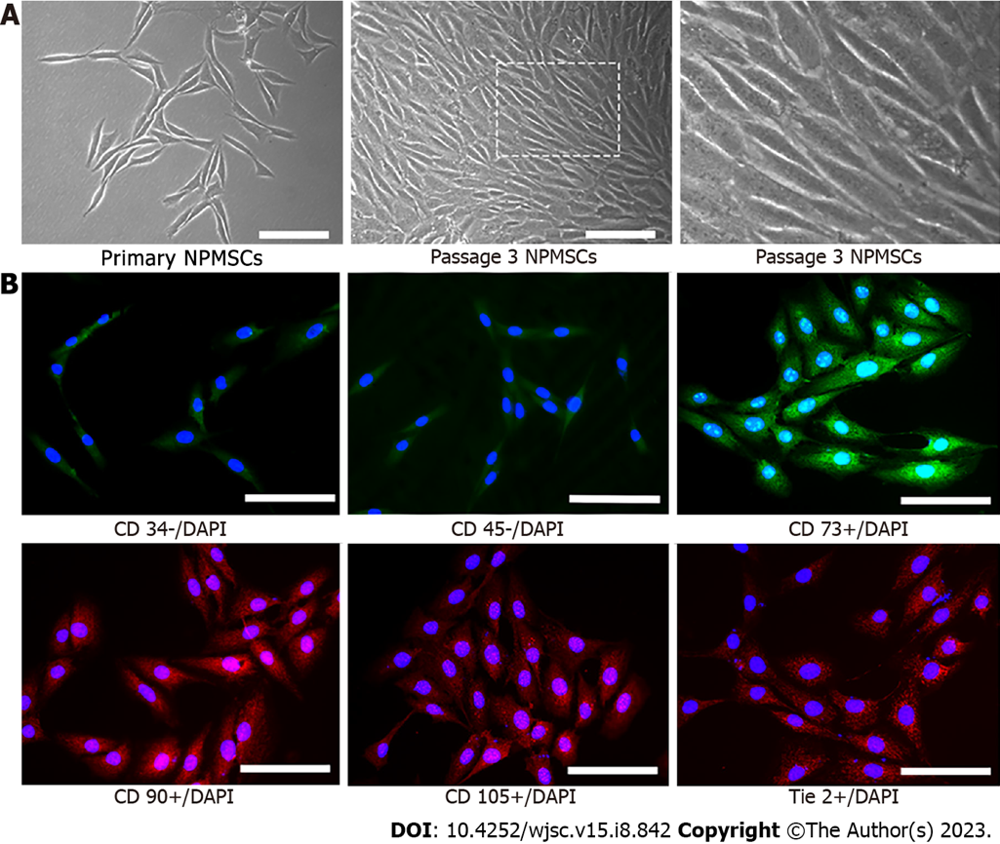 A
Primary NPMSCs
Passage 3 NPMSCs
Passage 3 NPMSCs
B
CD 34-/DAPI
CD 45-/DAPI
CD 73+/DAPI
CD 90+/DAPI
CD 105+/DAPI
Tie 2+/DAPI
DOI: 10.4252/wjsc.v15.i8.842 Copyright ©The Author(s) 2023.